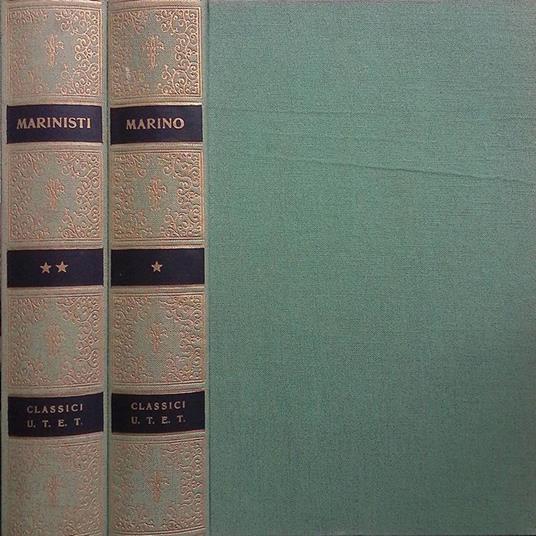 MARINISTI
★★
CLASSICI
U. T. E. T.
MARINO
★
CLASSICI
U. T. E. T.